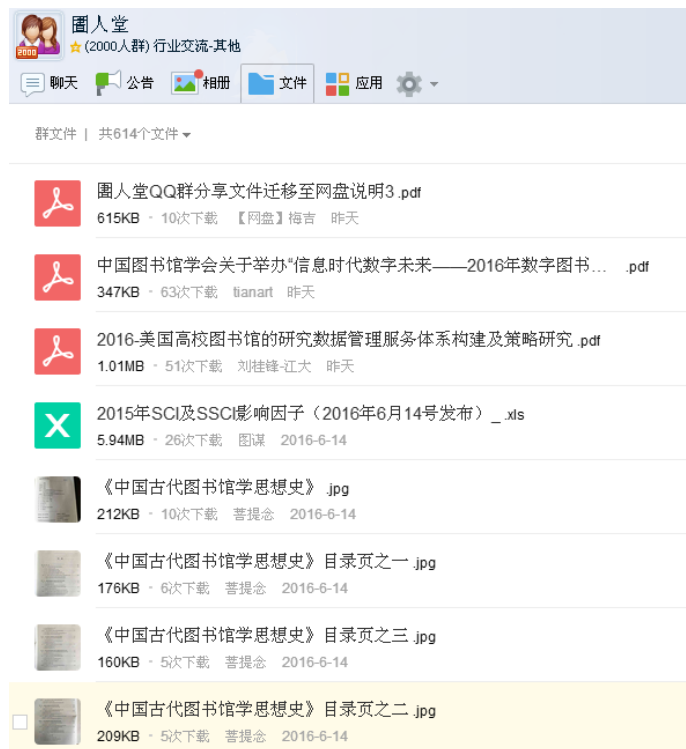 圕人堂
2000
(2000人群) 行业交流-其他
聊天 公告 相册 文件 应用
群文件 | 共614个文件
圕人堂QQ群分享文件迁移至网盘说明3.pdf
615KB · 10次下载 【网盘】梅吉 昨天
中国图书馆学会关于举办“信息时代数字未来——2016年数字图书… .pdf
347KB · 63次下载 tianart 昨天
2016-美国高校图书馆的研究数据管理服务体系构建及策略研究.pdf
1.01MB · 51次下载 刘桂锋-江大 昨天
2015年SCI及SSCI影响因子（2016年6月14号发布）_.xls
5.94MB · 26次下载 图谋 2016-6-14
《中国古代图书馆学思想史》.jpg
212KB · 10次下载 菩提念 2016-6-14
《中国古代图书馆学思想史》目录页之一.jpg
176KB · 6次下载 菩提念 2016-6-14
《中国古代图书馆学思想史》目录页之三.jpg
160KB · 5次下载 菩提念 2016-6-14
《中国古代图书馆学思想史》目录页之二.jpg
209KB · 5次下载 菩提念 2016-6-14